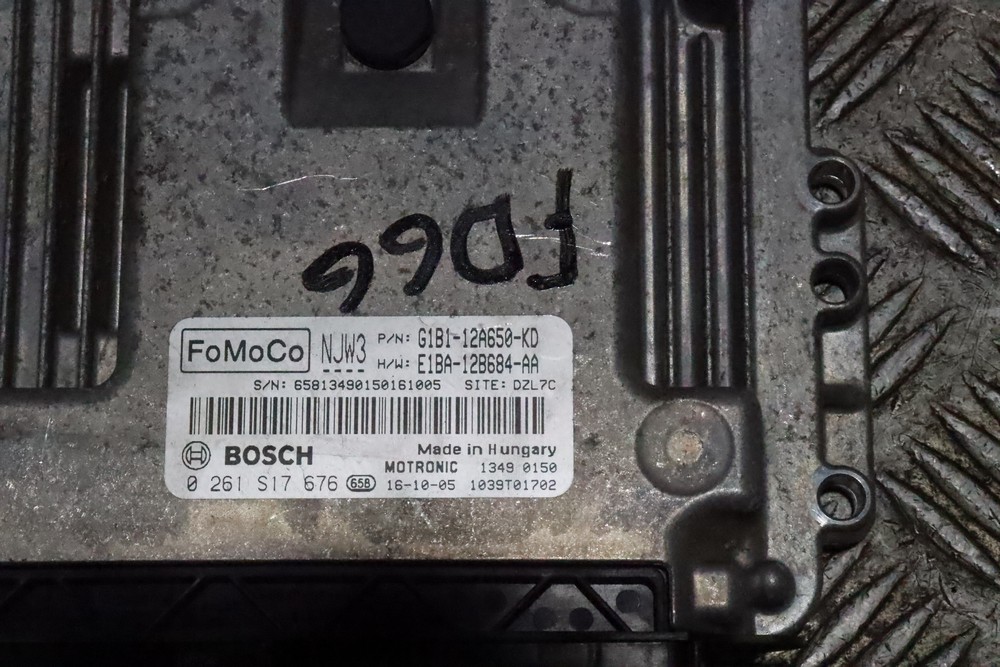 FD66
FoMoCo NJW3 P/N: G1B1-12A650-KD
H/W: E1BA-12B684-AA
S/N: 65813490150161005 SITE: DZL7C
BOSCH Made in Hungary
MOTRONIC 1349 0150
0 261 S17 676 658 16-10-05 1039T01702